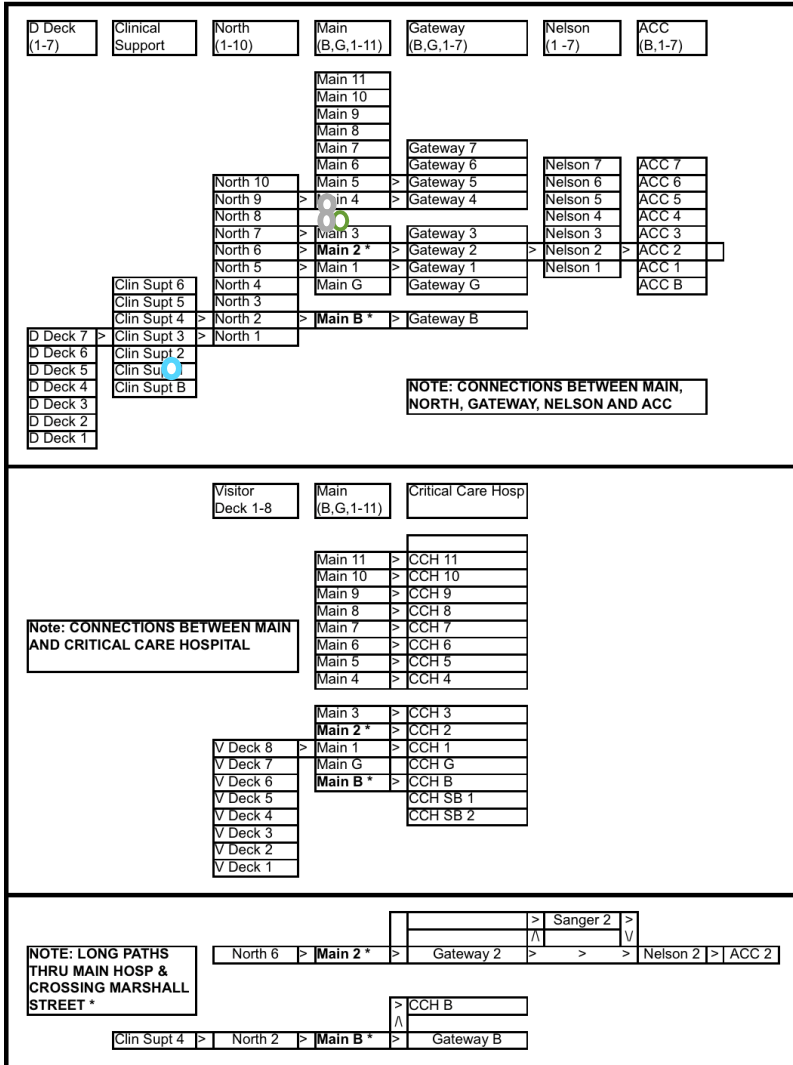 D Deck Clinical North Main Gateway Nelson ACC
(1-7) Support (1-10) (B,G,1-11) (B,G,1-7) (1 -7) (B,1-7)
Main 11
Main 10
Main 9
Main 8
Main 7 Gateway 7
Main 6 Gateway 6 Nelson 7 ACC 7
North 10 Main 5 > Gateway 5 Nelson 6 ACC 6
North 9 > 4 > Gateway 4 Nelson 5 ACC 5
North 8 Nelson 4 ACC 4
North 7 > Main 3 Gateway 3 Nelson 3 ACC 3
North 6 > Main 2 * > Gateway 2 > Nelson 2 > ACC 2
North 5 > Main 1 > Gateway 1 Nelson 1 ACC 1
Clin Supt 6 North 4 Main G Gateway G ACC B
Clin Supt 5 North 3
Clin Supt 4 > North 2 > Main B * > Gateway B
D Deck 7 > Clin Supt 3 > North 1
D Deck 6 Clin Supt 2
D Deck 5 Clin
D Deck 4 Clin Supt B
D Deck 3
D Deck 2
D Deck 1
NOTE: CONNECTIONS BETWEEN MAIN,
NORTH, GATEWAY, NELSON AND ACC
Visitor Main Critical Care Hosp
Deck 1-8 (B,G,1-11)
Main 11 > CCH 11
Main 10 > CCH 10
Main 9 > CCH 9
Main 8 > CCH 8
Main 7 > CCH 7
Main 6 > CCH 6
Main 5 > CCH 5
Main 4 > CCH 4
Note: CONNECTIONS BETWEEN MAIN
AND CRITICAL CARE HOSPITAL
Main 3 > CCH 3
Main 2 * > CCH 2
V Deck 8 > Main 1 > CCH 1
V Deck 7 Main G CCH G
V Deck 6 Main B * > CCH B
V Deck 5 CCH SB 1
V Deck 4 CCH SB 2
V Deck 3
V Deck 2
V Deck 1
> Sanger 2 >
/\ \/
North 6 > Main 2 * > Gateway 2 > > > Nelson 2 > ACC 2
NOTE: LONG PATHS
THRU MAIN HOSP &
CROSSING MARSHALL
STREET *
> CCH B
/\
Clin Supt 4 > North 2 > Main B * > Gateway B